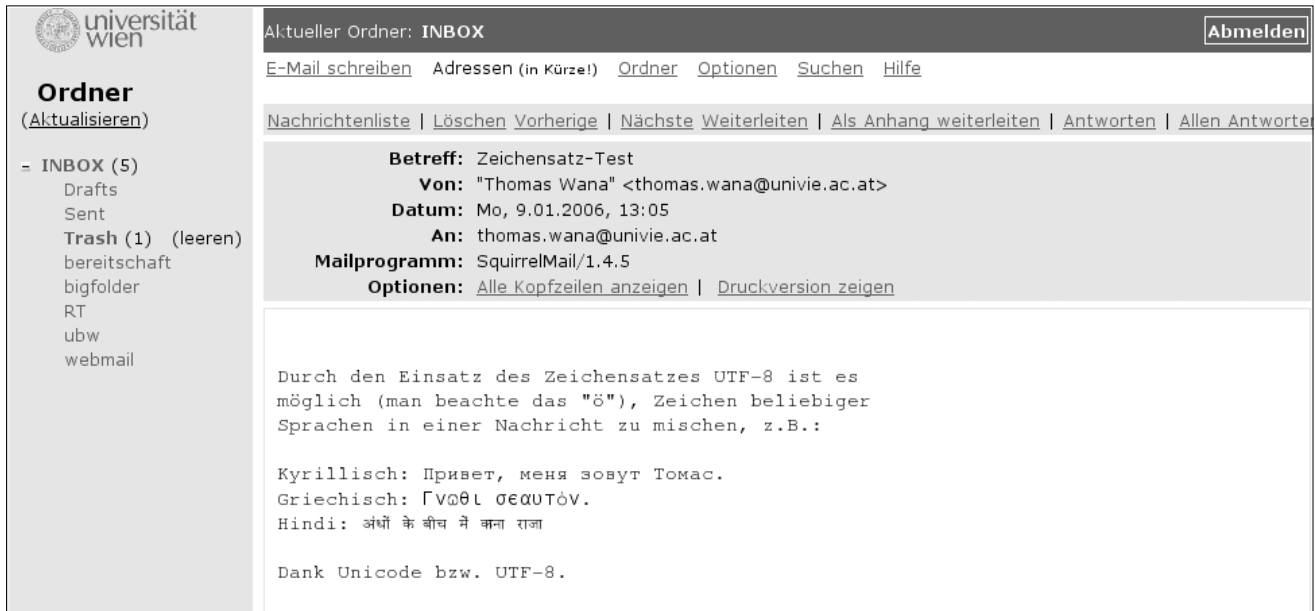 universität
wien
Ordner
(Aktualisieren)
INBOX (5)
Drafts
Sent
Trash (1) (leeren)
bereitschaft
bigfolder
RT
ubw
webmail
Aktueller Ordner: INBOX Abmelden
E-Mail schreiben Adressen (in Kürze!) Ordner Optionen Suchen Hilfe
Nachrichtenliste | Löschen Vorherige | Nächste Weiterleiten | Als Anhang weiterleiten | Antworten | Allen Antworte
Betreff: Zeichensatz-Test
Von: "Thomas Wana" <thomas.wana@univie.ac.at>
Datum: Mo, 9.01.2006, 13:05
An: thomas.wana@univie.ac.at
Mailprogramm: SquirrelMail/1.4.5
Optionen: Alle Kopfzeilen anzeigen | Druckversion zeigen
Durch den Einsatz des Zeichensatzes UTF-8 ist es
möglich (man beachte das "ö"), Zeichen beliebiger
Sprachen in einer Nachricht zu mischen, z.B.:
Kyrillisch: Привет, меня зовут Томас.
Griechisch: Γνῶθι σεαυτόν.
Hindi: अंधों के बीच में काना राजा
Dank Unicode bzw. UTF-8.